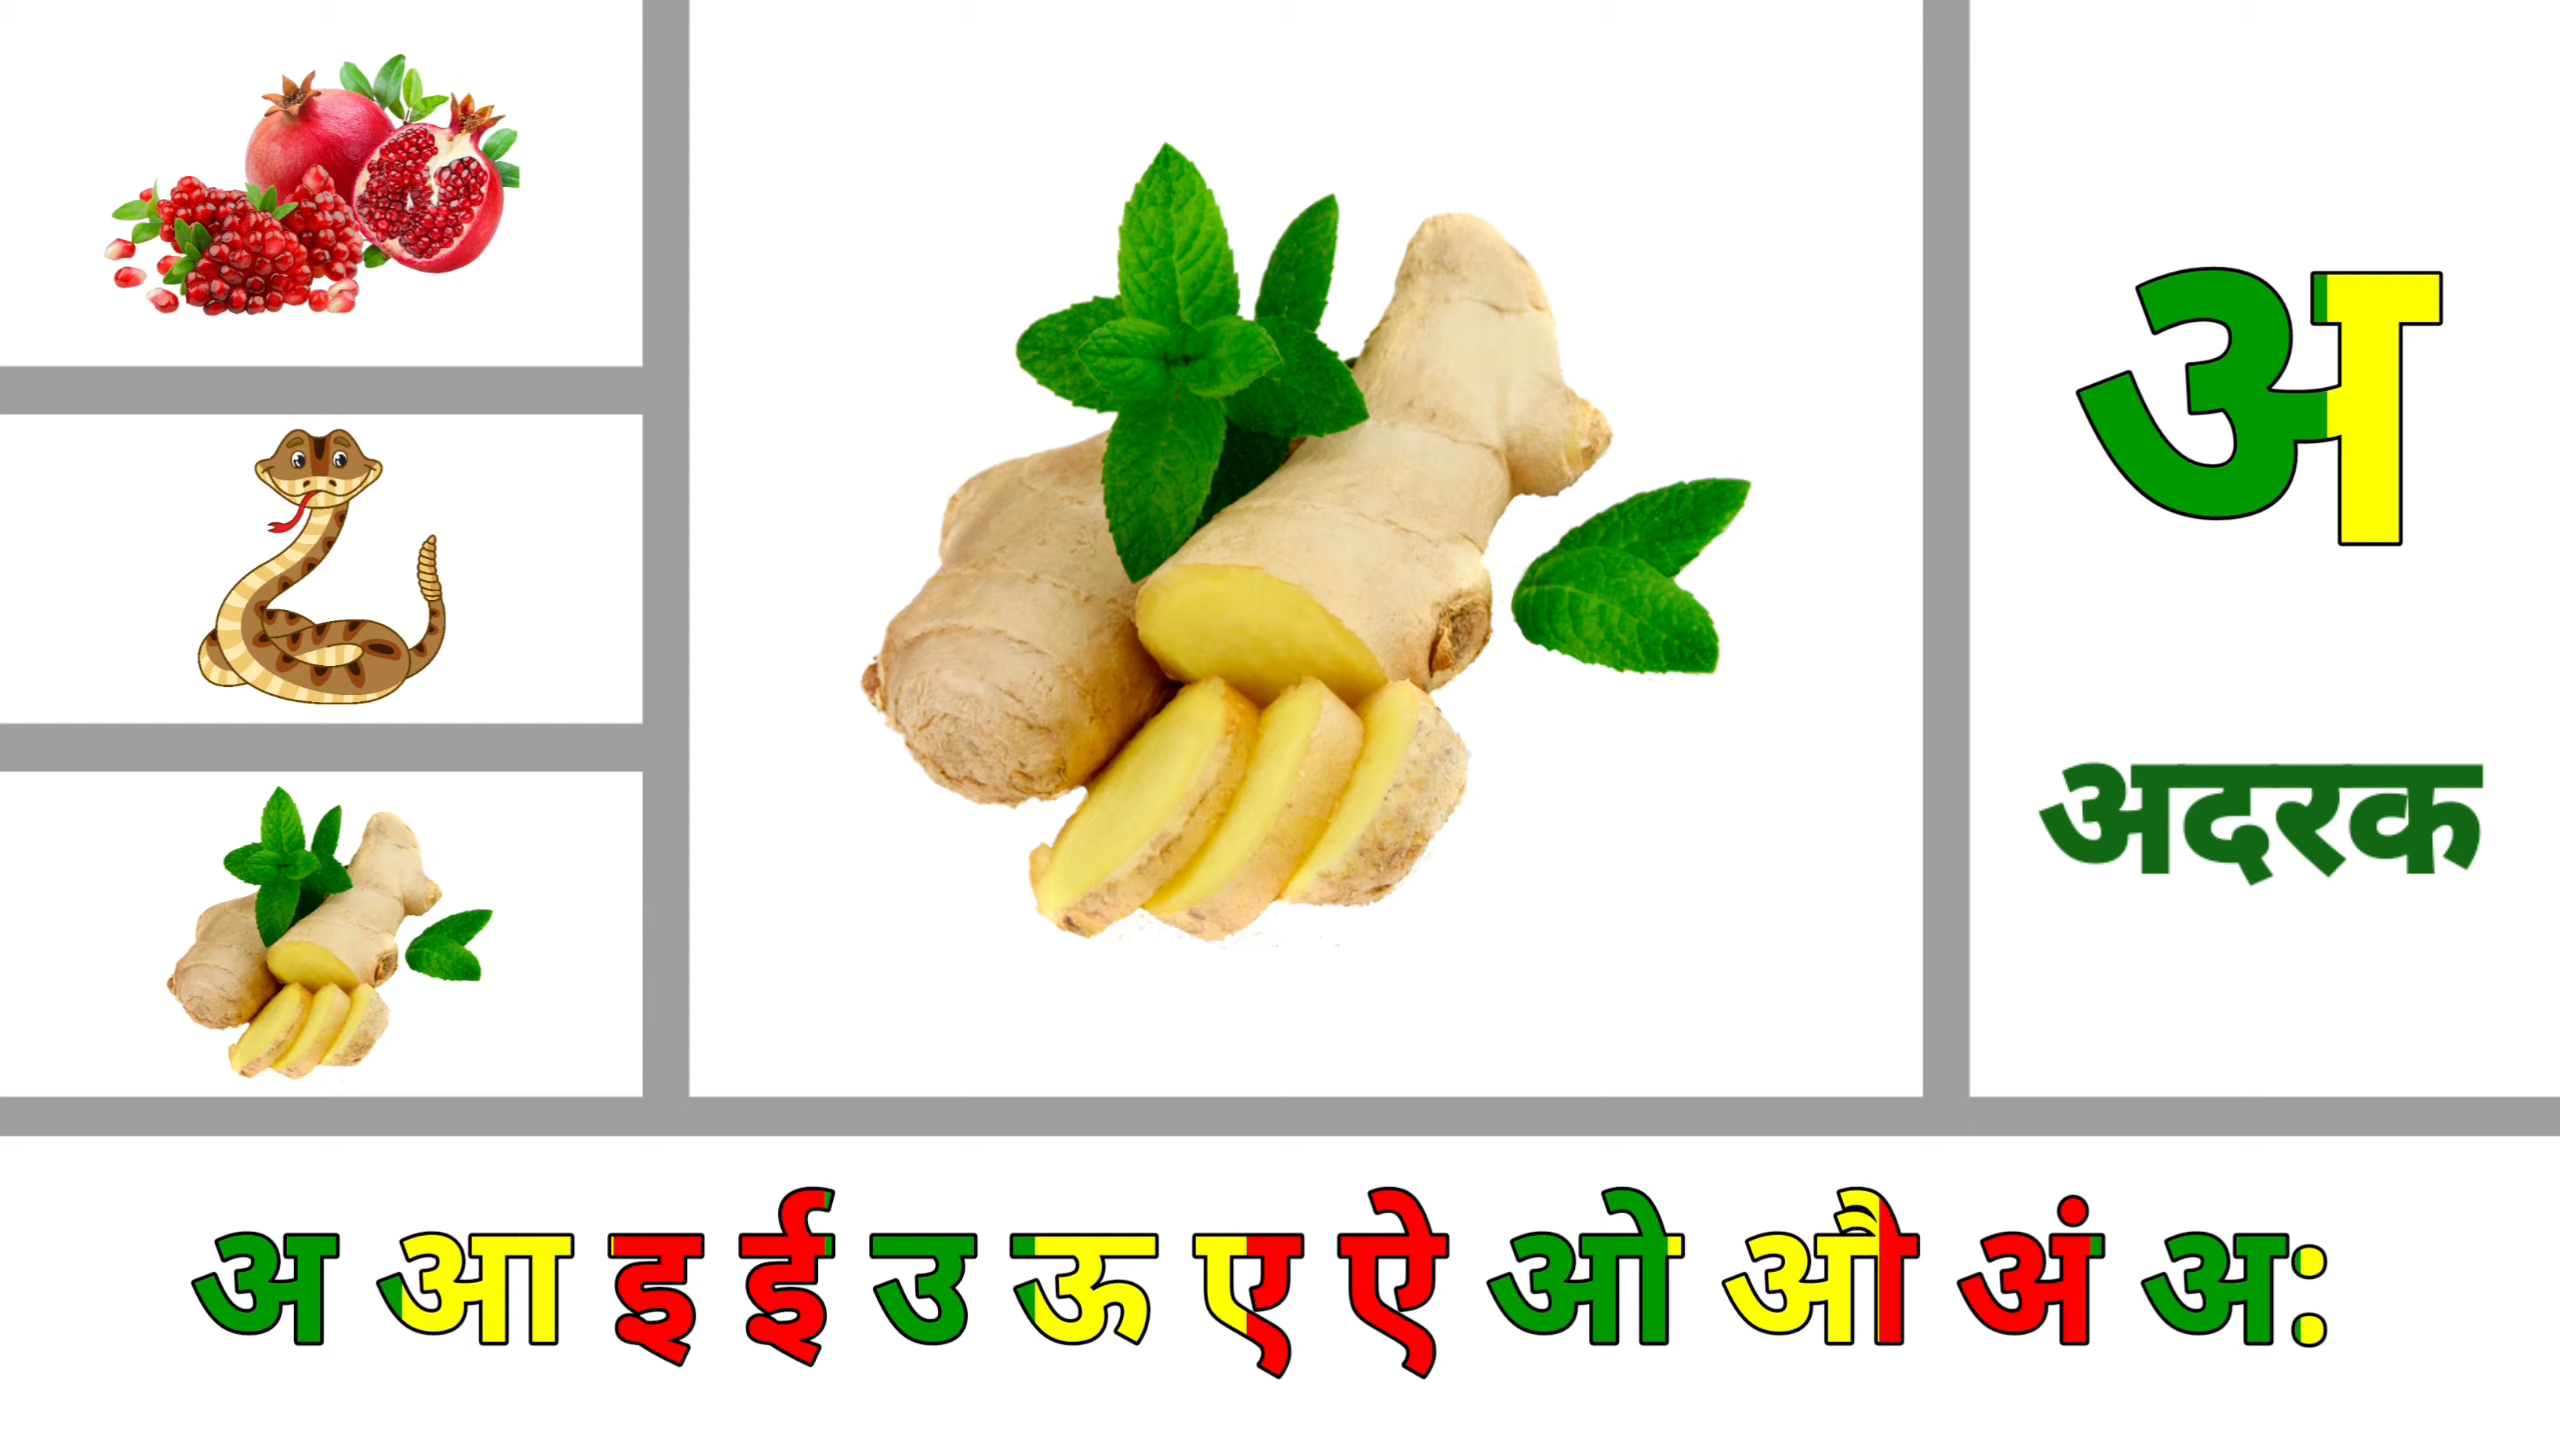 अ
अदरक
अ आ इ ई उ ऊ ए ऐ ओ औ अं अ: